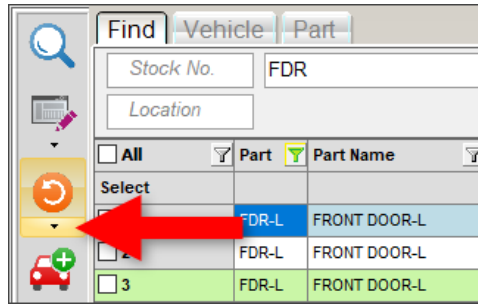 Find Vehicle Part
Stock No. FDR
Location
All Part Part Name
Select
FDR-L FRONT DOOR-L
2 FDR-L FRONT DOOR-L
3 FDR-L FRONT DOOR-L